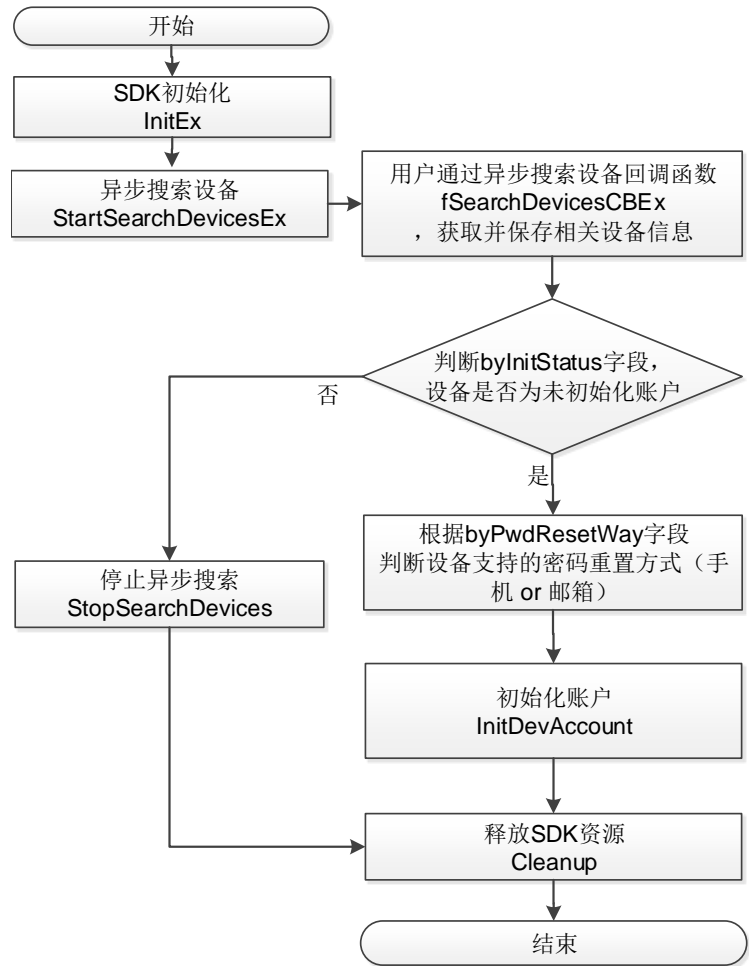 开始
SDK初始化
InitEx
异步搜索设备
StartSearchDevicesEx
用户通过异步搜索设备回调函数
fSearchDevicesCBEx
，获取并保存相关设备信息
判断byInitStatus字段，
设备是否为未初始化账户
否
是
根据byPwdResetWay字段
判断设备支持的密码重置方式（手
机 or 邮箱）
停止异步搜索
StopSearchDevices
初始化账户
InitDevAccount
释放SDK资源
Cleanup
结束